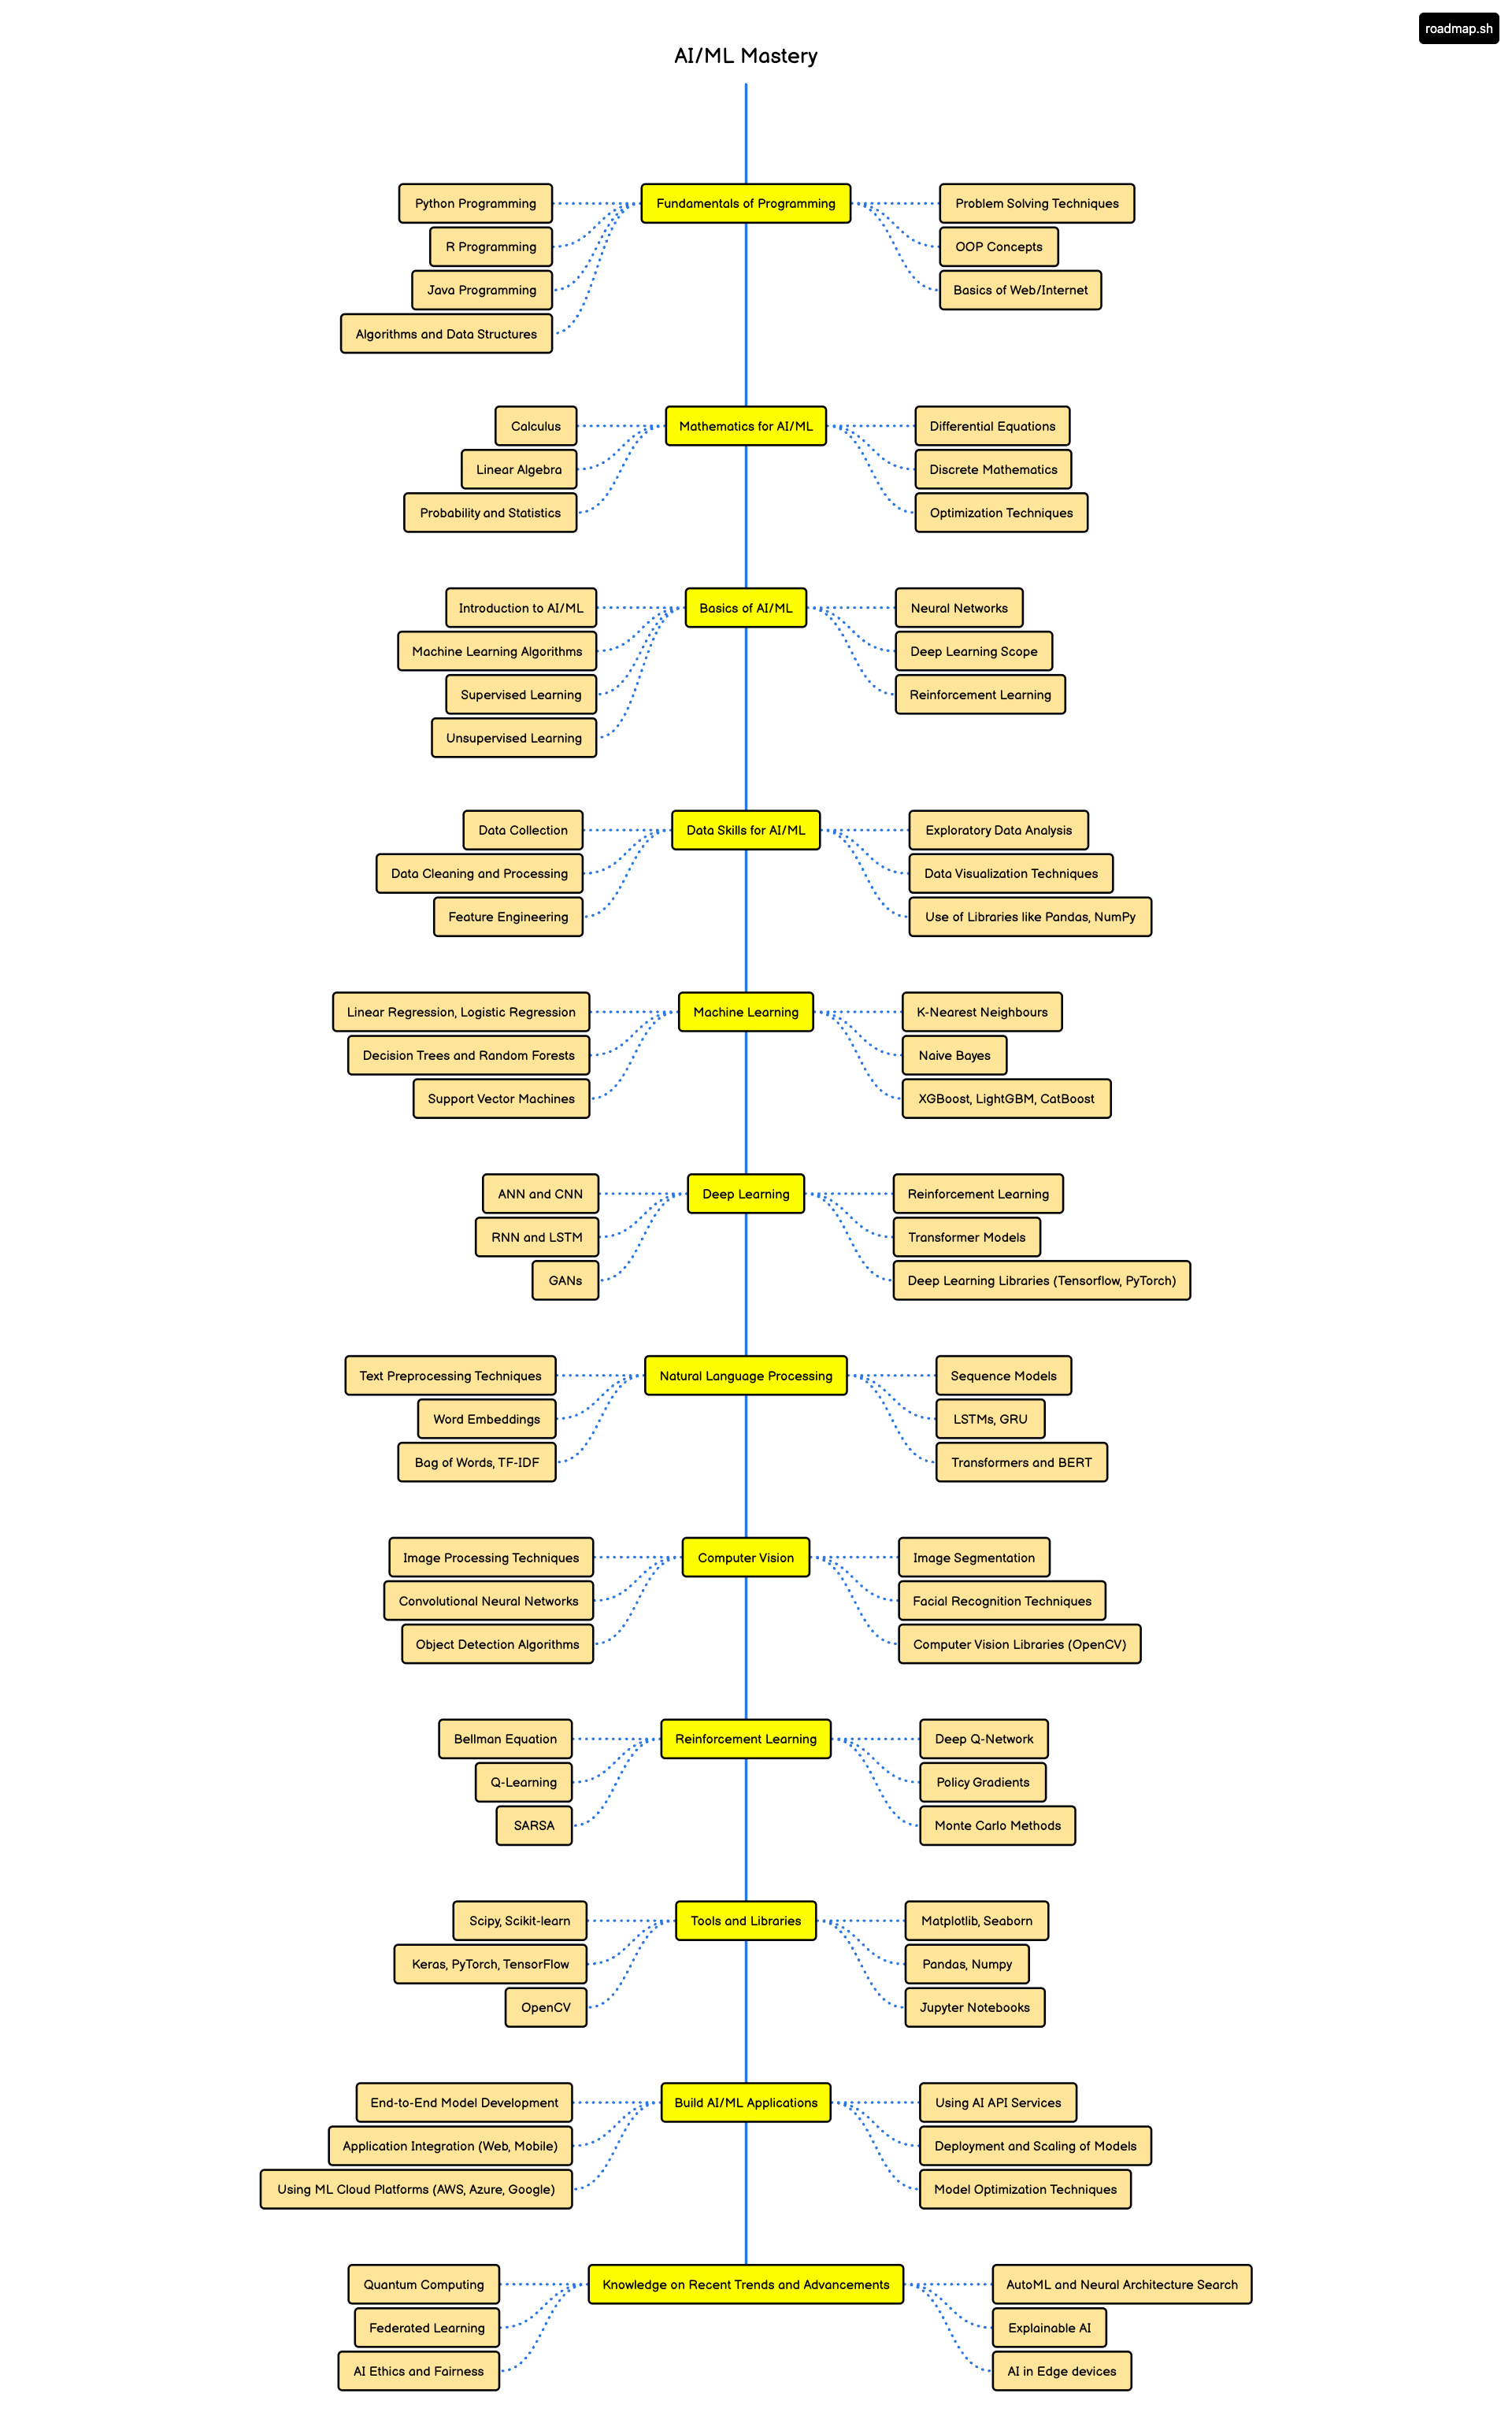 roadmap.sh
AI/ML Mastery
Fundamentals of Programming
Python Programming
R Programming
Java Programming
Algorithms and Data Structures
Problem Solving Techniques
OOP Concepts
Basics of Web/Internet
Mathematics for AI/ML
Calculus
Linear Algebra
Probability and Statistics
Differential Equations
Discrete Mathematics
Optimization Techniques
Basics of AI/ML
Introduction to AI/ML
Machine Learning Algorithms
Supervised Learning
Unsupervised Learning
Neural Networks
Deep Learning Scope
Reinforcement Learning
Data Skills for AI/ML
Data Collection
Data Cleaning and Processing
Feature Engineering
Exploratory Data Analysis
Data Visualization Techniques
Use of Libraries like Pandas, NumPy
Machine Learning
Linear Regression, Logistic Regression
Decision Trees and Random Forests
Support Vector Machines
K-Nearest Neighbours
Naive Bayes
XGBoost, LightGBM, CatBoost
Deep Learning
ANN and CNN
RNN and LSTM
GANs
Reinforcement Learning
Transformer Models
Deep Learning Libraries (Tensorflow, PyTorch)
Natural Language Processing
Text Preprocessing Techniques
Word Embeddings
Bag of Words, TF-IDF
Sequence Models
LSTMs, GRU
Transformers and BERT
Computer Vision
Image Processing Techniques
Convolutional Neural Networks
Object Detection Algorithms
Image Segmentation
Facial Recognition Techniques
Computer Vision Libraries (OpenCV)
Reinforcement Learning
Bellman Equation
Q-Learning
SARSA
Deep Q-Network
Policy Gradients
Monte Carlo Methods
Tools and Libraries
Scipy, Scikit-learn
Keras, PyTorch, TensorFlow
OpenCV
Matplotlib, Seaborn
Pandas, Numpy
Jupyter Notebooks
Build AI/ML Applications
End-to-End Model Development
Application Integration (Web, Mobile)
Using ML Cloud Platforms (AWS, Azure, Google)
Using AI API Services
Deployment and Scaling of Models
Model Optimization Techniques
Knowledge on Recent Trends and Advancements
Quantum Computing
Federated Learning
AI Ethics and Fairness
AutoML and Neural Architecture Search
Explainable AI
AI in Edge devices